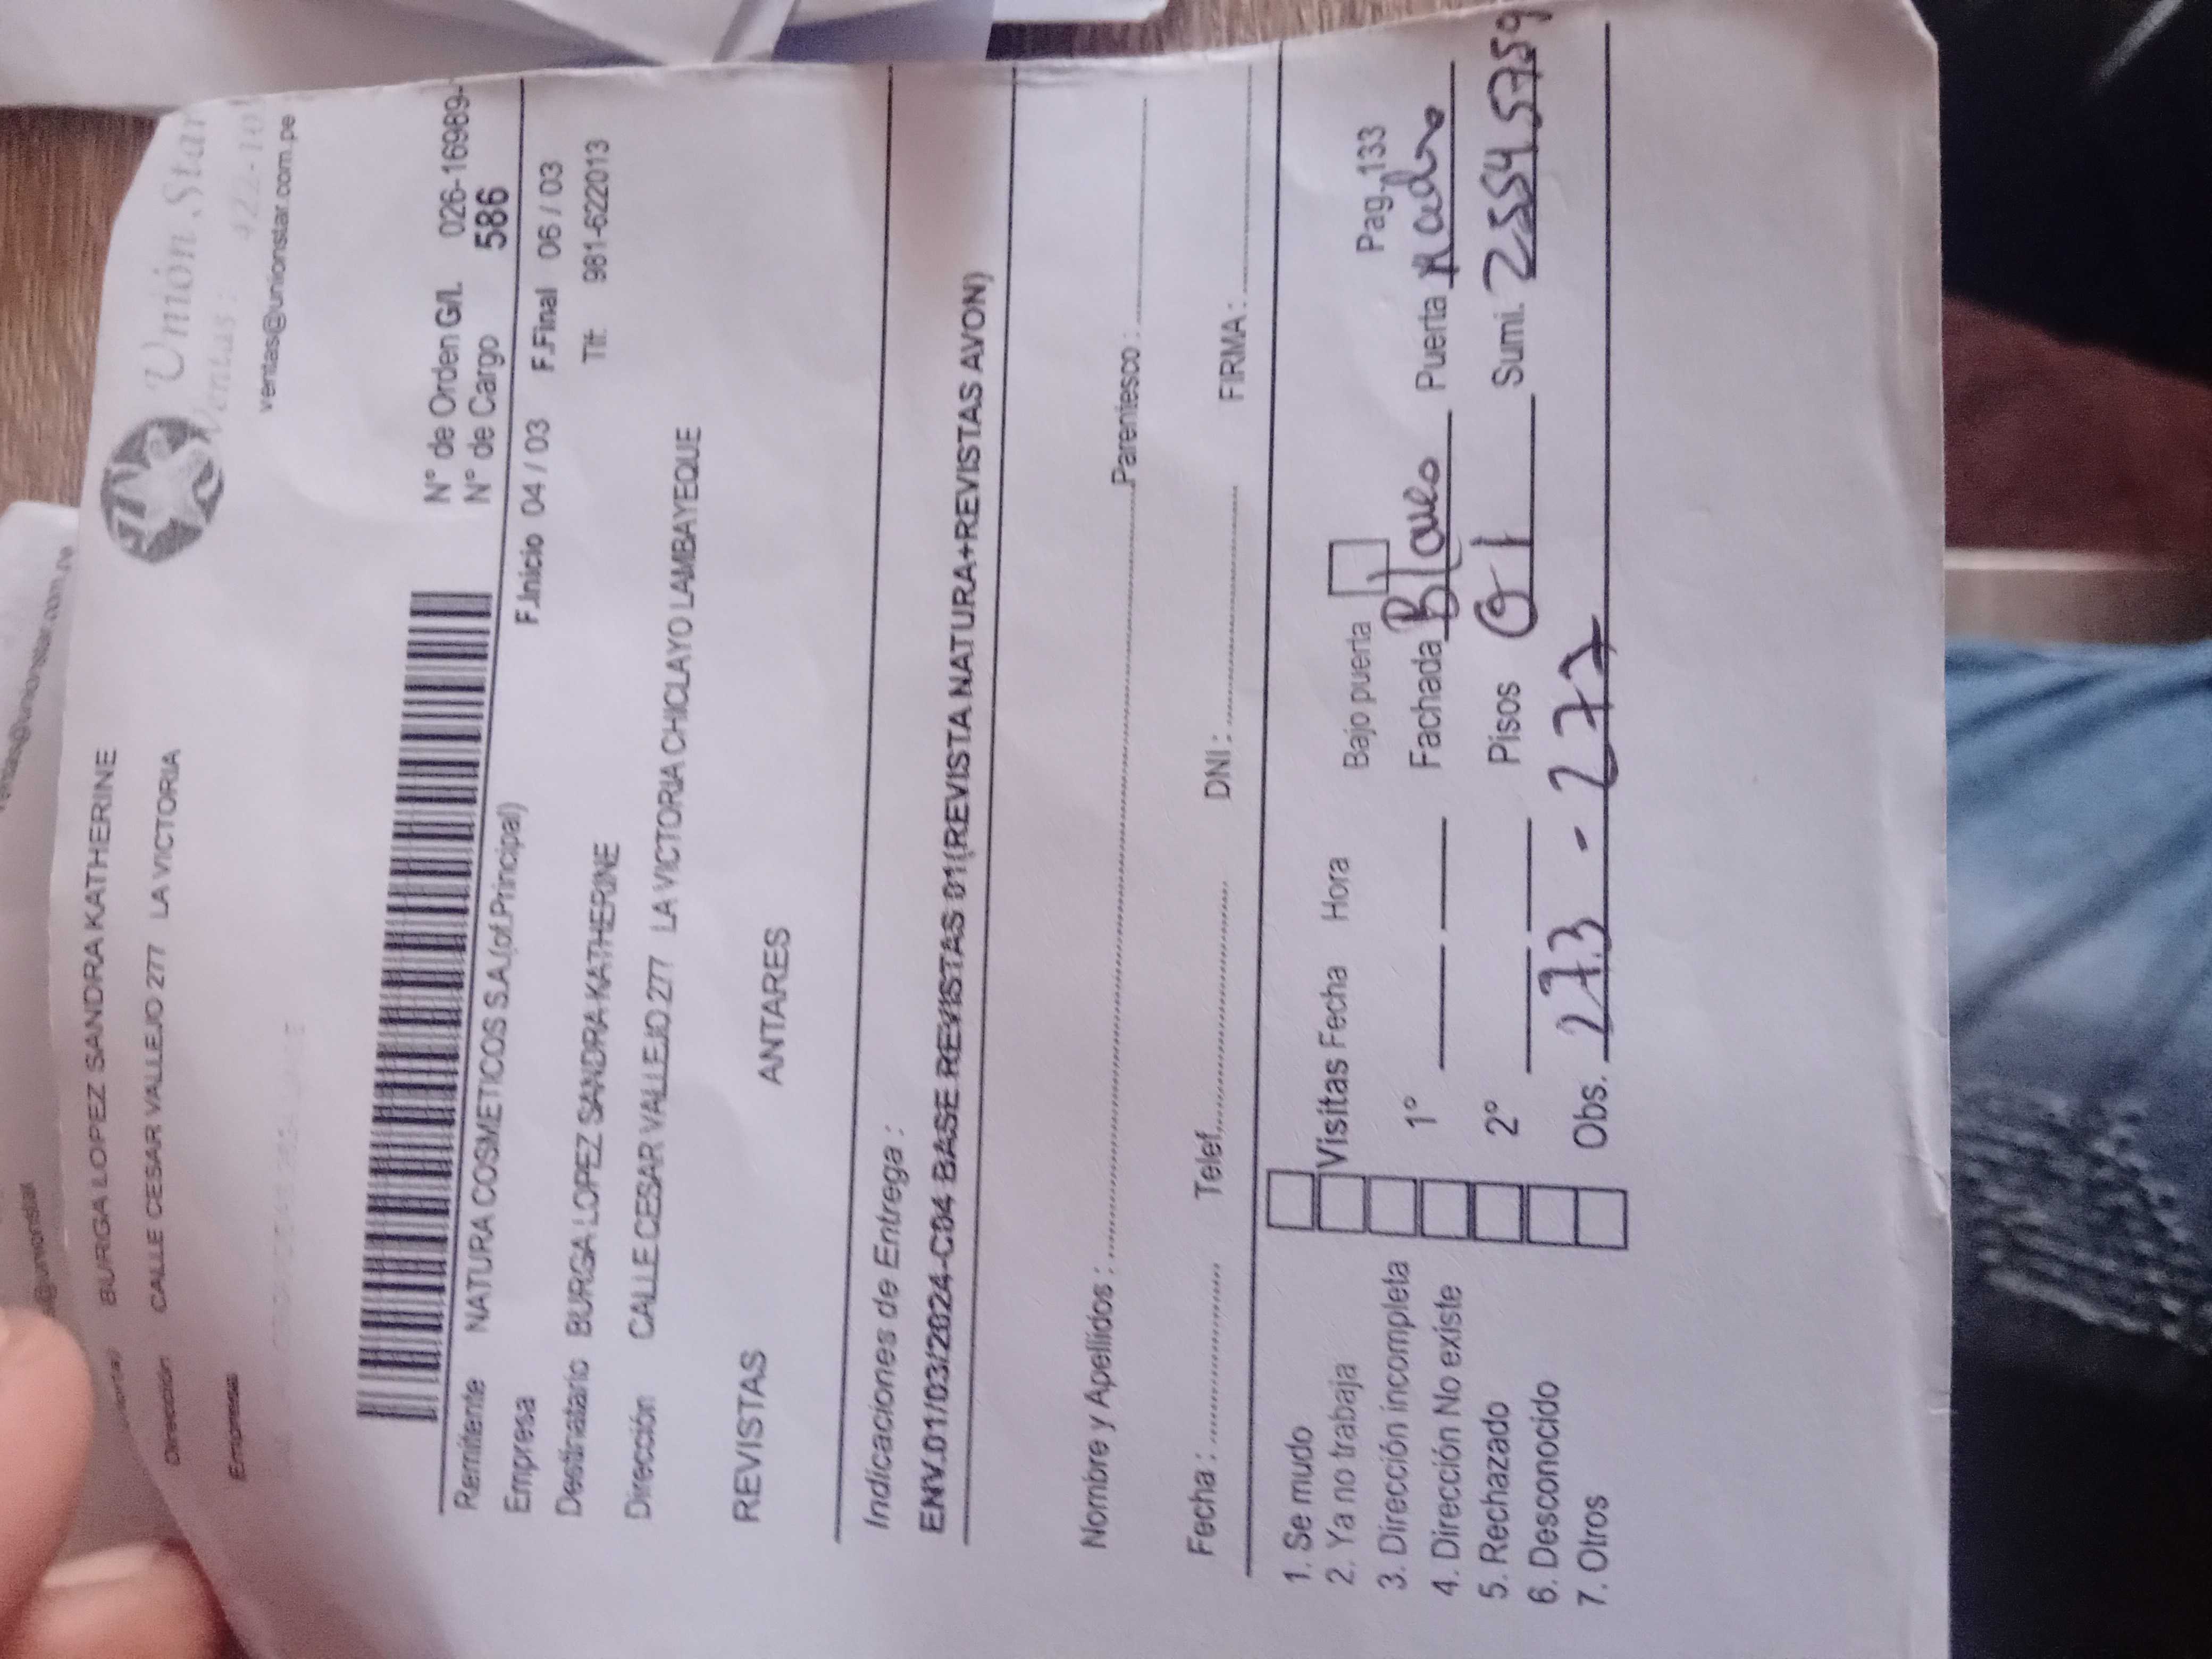 BURGA LOPEZ SANDRA KATHERINE
Dirección CALLE CESAR VALLEJO 277 LA VICTORIA
Empresa
Unión Star
Ventas :
ventas@unionstar.com.pe
N° de Orden G/L 026-16989-
N° de Cargo 586
Remitente NATURA COSMETICOS S.A.(of.Principal)
Empresa F.Inicio 04 / 03 F.Final 06 / 03
Destinatario BURGA LOPEZ SANDRA KATHERINE Tlf: 981-622013
Dirección CALLE CESAR VALLEJO 277 LA VICTORIA CHICLAYO LAMBAYEQUE
REVISTAS ANTARES
Indicaciones de Entrega :
ENV.01/03/2024-C04 BASE REVISTAS 01(REVISTA NATURA+REVISTAS AVON)
Nombre y Apellidos : Parentesco :
Fecha : Telef. DNI : FIRMA :
1. Se mudo
2. Ya no trabaja
3. Dirección incompleta
4. Dirección No existe
5. Rechazado
6. Desconocido
7. Otros
Visitas Fecha Hora Bajo puerta Pag. 133
1° Fachada Puerta
2° Pisos 01 Sumi. 25545759
Obs. 273 - 277